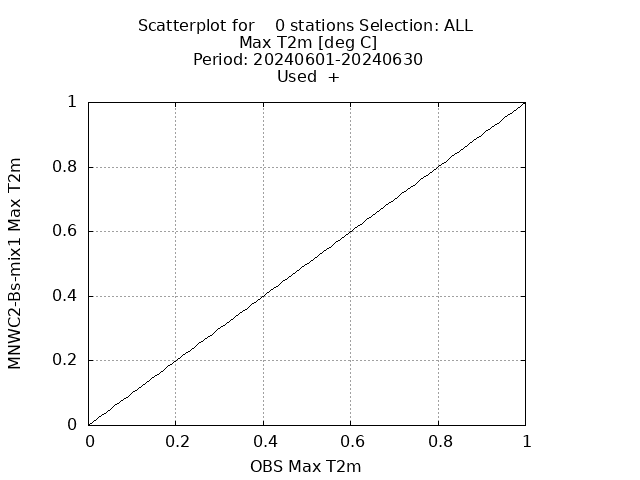 Scatterplot for    0 stations Selection: ALL
Max T2m [deg C]
Period: 20240601-20240630
Used  +
1
0.8
0.6
0.4
0.2
0
0 0.2 0.4 0.6 0.8 1
MNWC2-Bs-mix1 Max T2m
OBS Max T2m